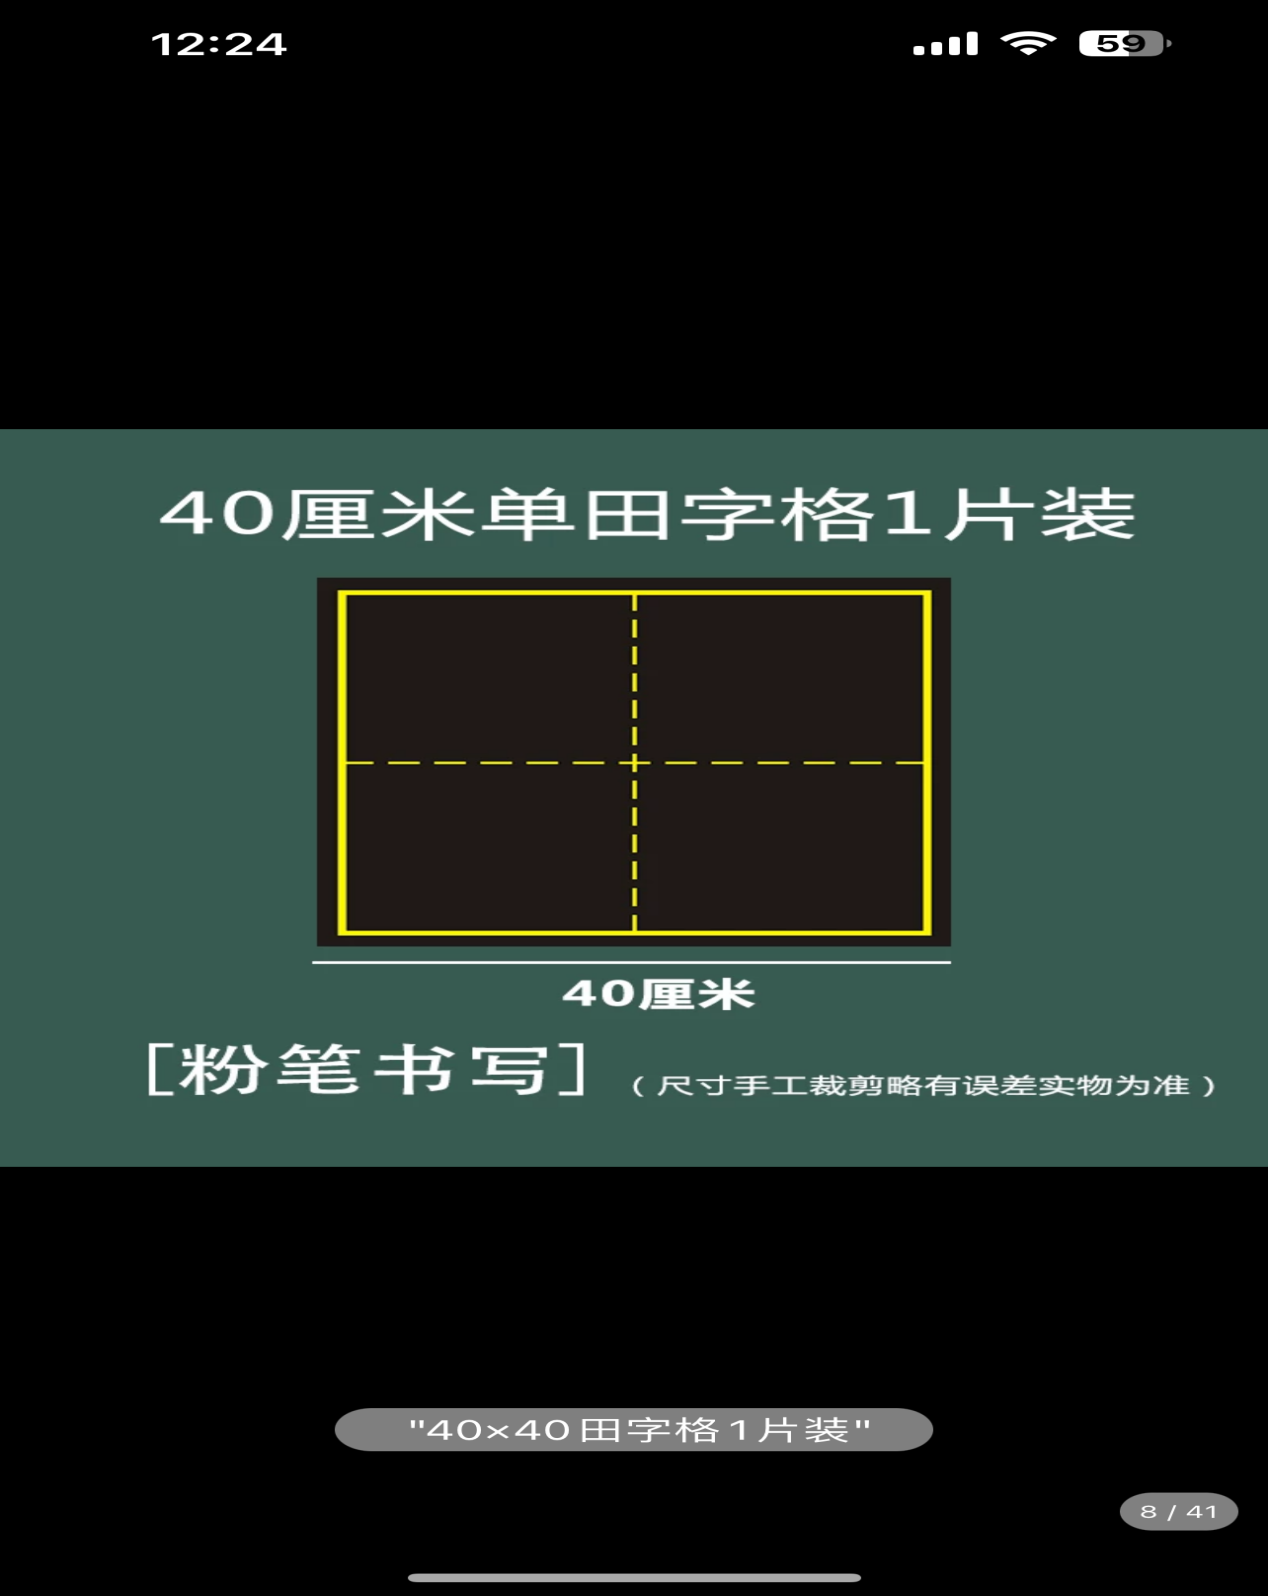 12:24
59
40厘米单田字格1片装
40厘米
[粉笔书写]
(尺寸手工裁剪略有误差实物为准)
"40×40田字格1片装"
8 / 41